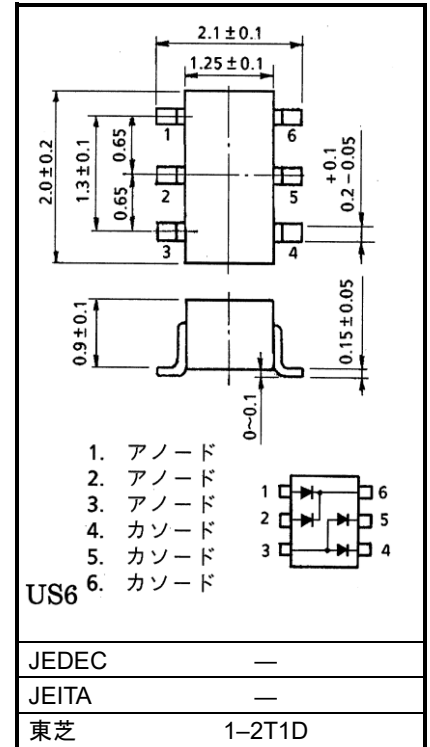 2.1±0.1
1.25±0.1
2.0±0.2
1.3±0.1
0.65
0.65
1
2
3
6
5
4
+0.1
0.2-0.05
0.9±0.1
0.15±0.05
0~0.1
1. アノード
2. アノード
3. アノード
4. カソード
5. カソード
6. カソード
US6
1
2
3
6
5
4
JEDEC —
JEITA —
東芝 1–2T1D